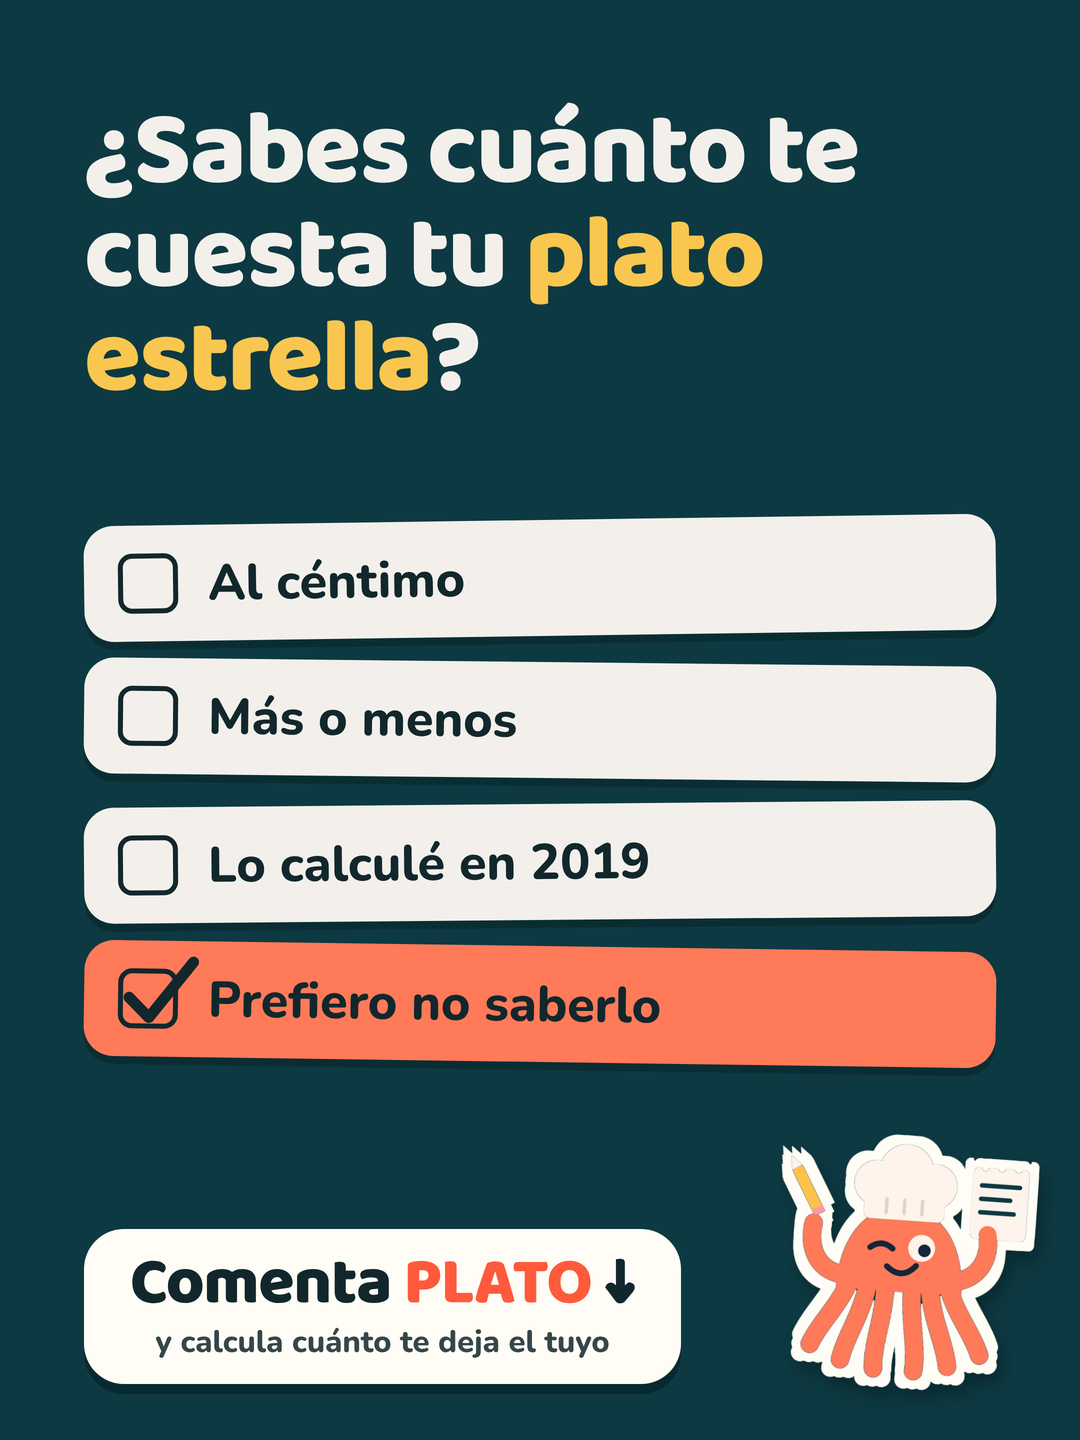 ¿Sabes cuánto te
cuesta tu plato
estrella?
Al céntimo
Más o menos
Lo calculé en 2019
Prefiero no saberlo
Comenta PLATO ↓
y calcula cuánto te deja el tuyo